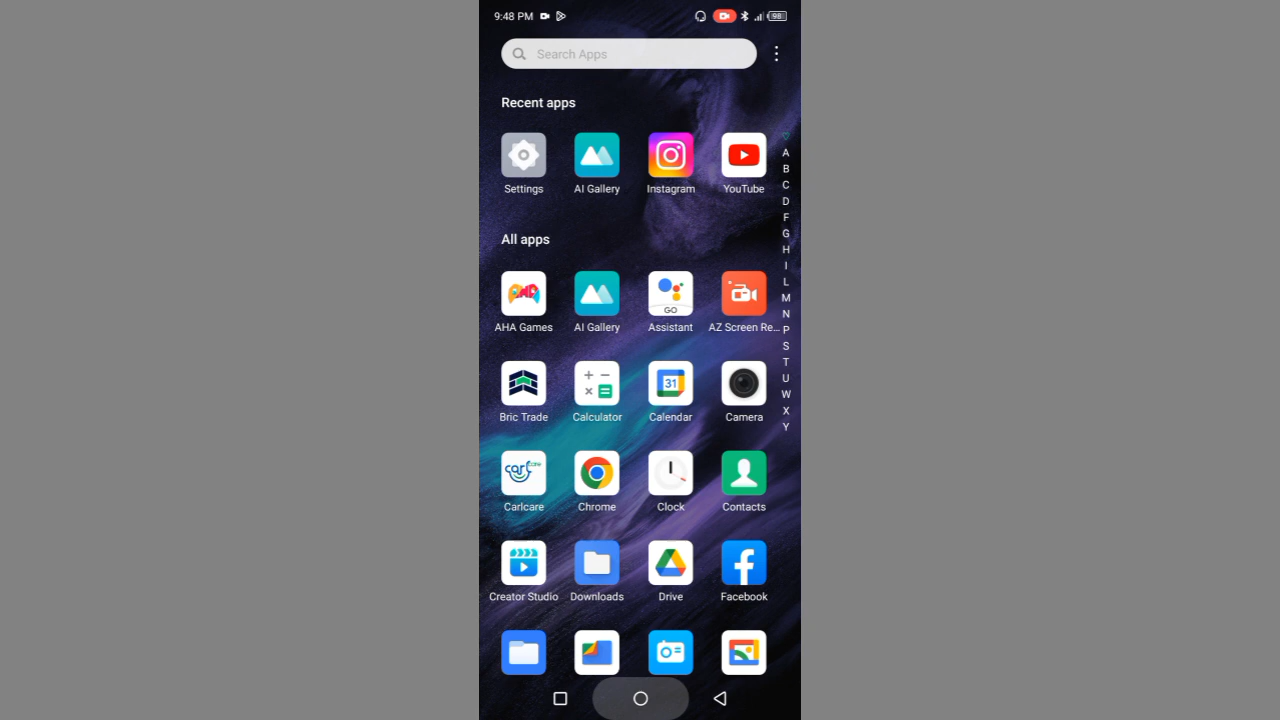 9:48 PM
98
Search Apps
Recent apps
Settings
AI Gallery
Instagram
YouTube
All apps
AHA Games
GO
AI Gallery
Assistant
AZ Screen Re...
31
Bric Trade
Calculator
Calendar
Camera
carlcare
Carlcare
Chrome
Clock
Contacts
Creator Studio
Downloads
Drive
Facebook
A
B
C
D
F
G
H
I
L
M
N
P
S
T
U
W
X
Y